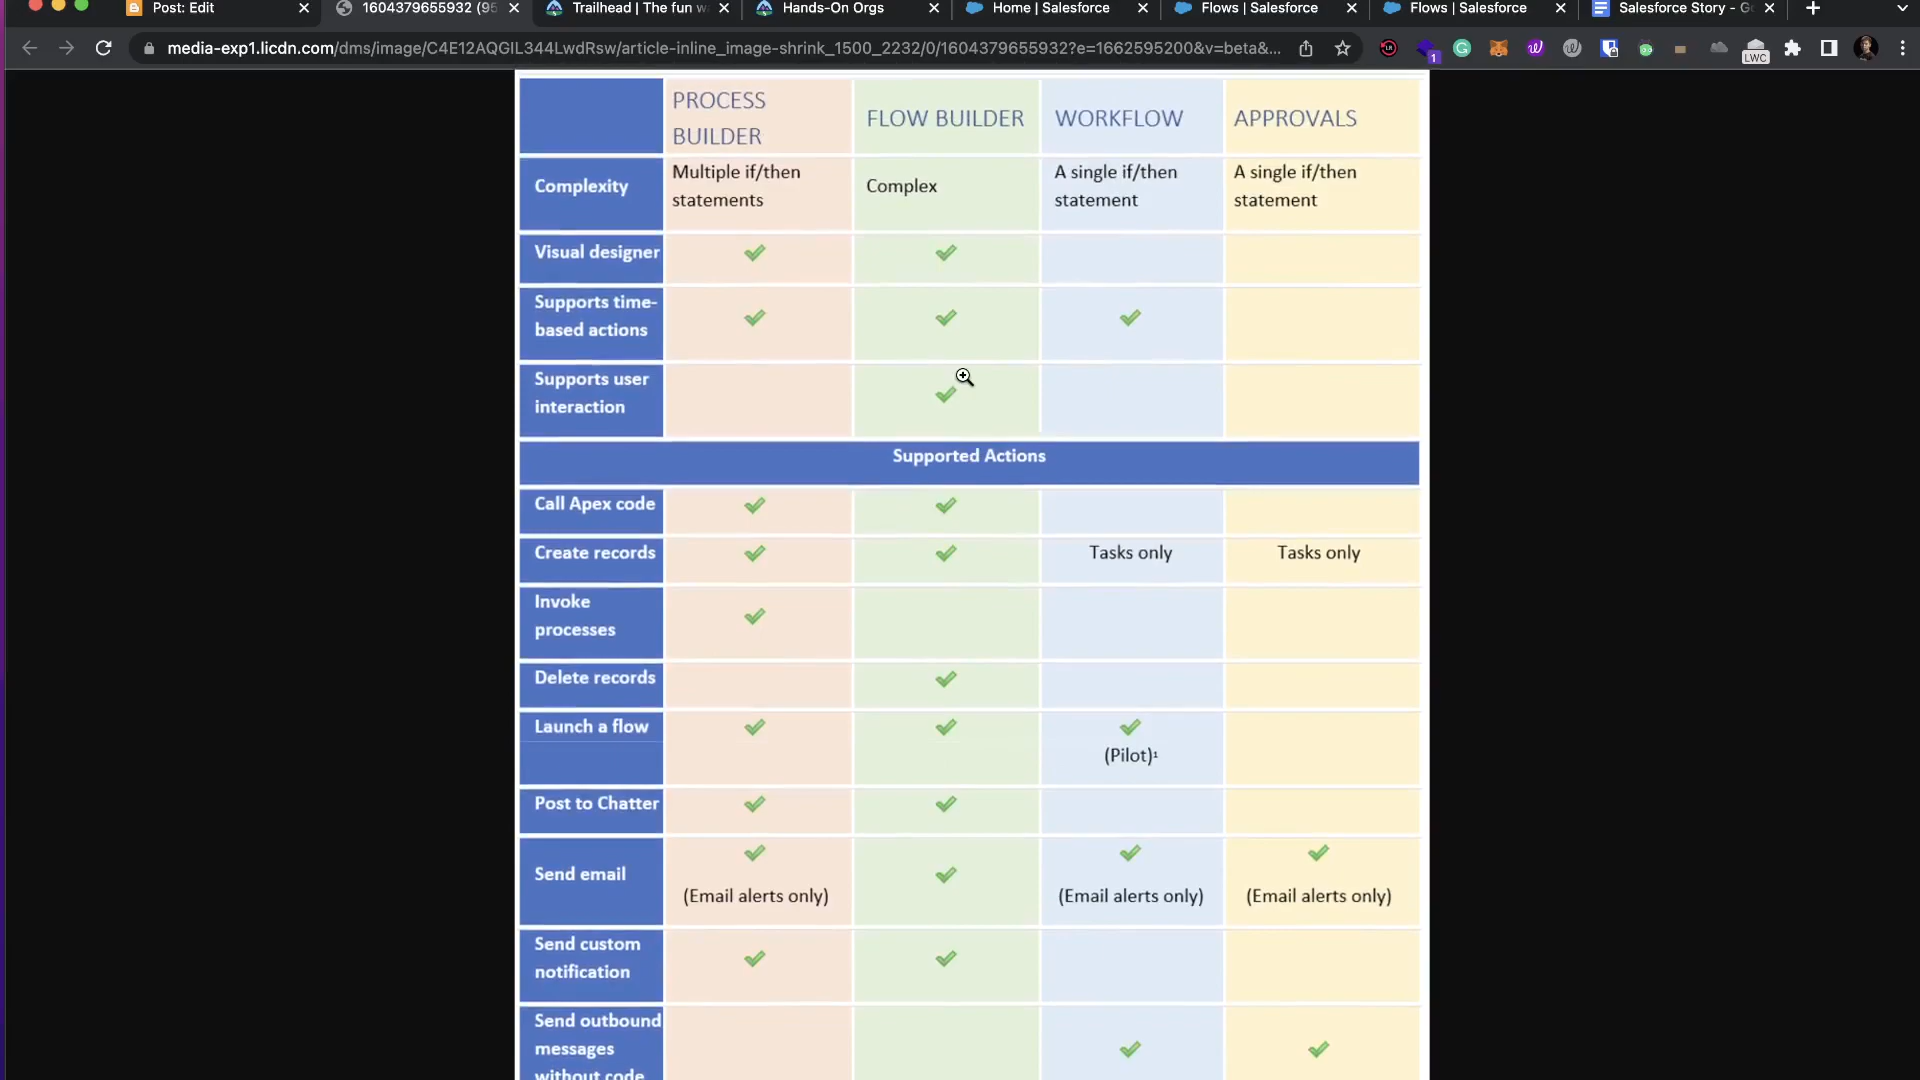 Post: Edit
1604379655932 (95
Trailhead | The fun w
Hands-On Orgs
Home | Salesforce
Flows | Salesforce
Flows | Salesforce
Salesforce Story - G
media-exp1.licdn.com/dms/image/C4E12AQGIL344LwdRsw/article-inline_image-shrink_1500_2232/0/1604379655932?e=1662595200&v=beta&...
1
LWC
PROCESS
BUILDER
FLOW BUILDER
WORKFLOW
APPROVALS
Complexity
Multiple if/then
statements
Complex
A single if/then
statement
A single if/then
statement
Visual designer
Supports time-
based actions
Supports user
interaction
Supported Actions
Call Apex code
Create records
Tasks only
Tasks only
Invoke
processes
Delete records
Launch a flow
(Pilot)¹
Post to Chatter
Send email
(Email alerts only)
(Email alerts only)
(Email alerts only)
Send custom
notification
Send outbound
messages
without code